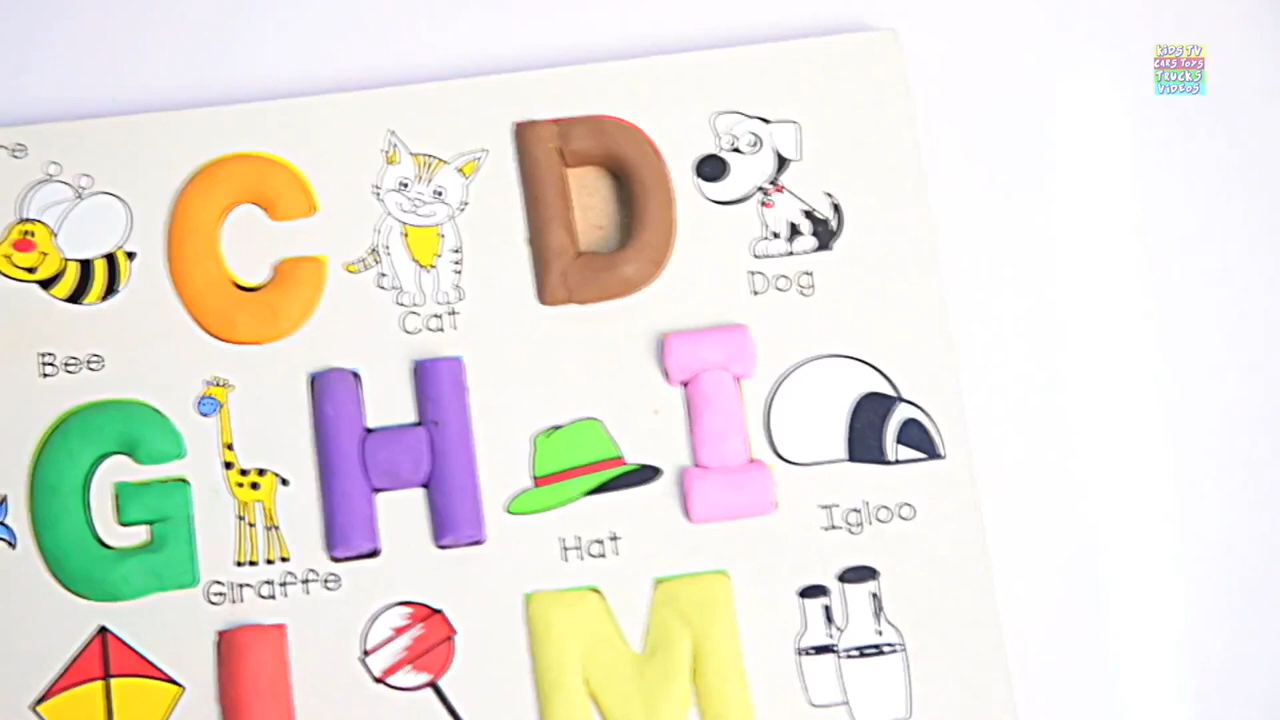 KIDS TV
CARS TOYS
TRUCKS
VIDEOS
C
Cat
D
Dog
Bee
G
Giraffe
H
Hat
I
Igloo
M